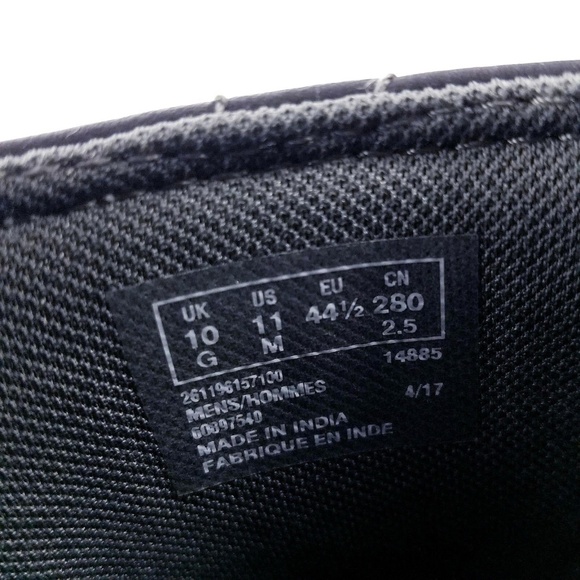 UK US EU CN
10 11 44½ 280
G M 2.5
261196157100 14885
MENS/HOMMES 4/17
60097540
MADE IN INDIA
FABRIQUE EN INDE